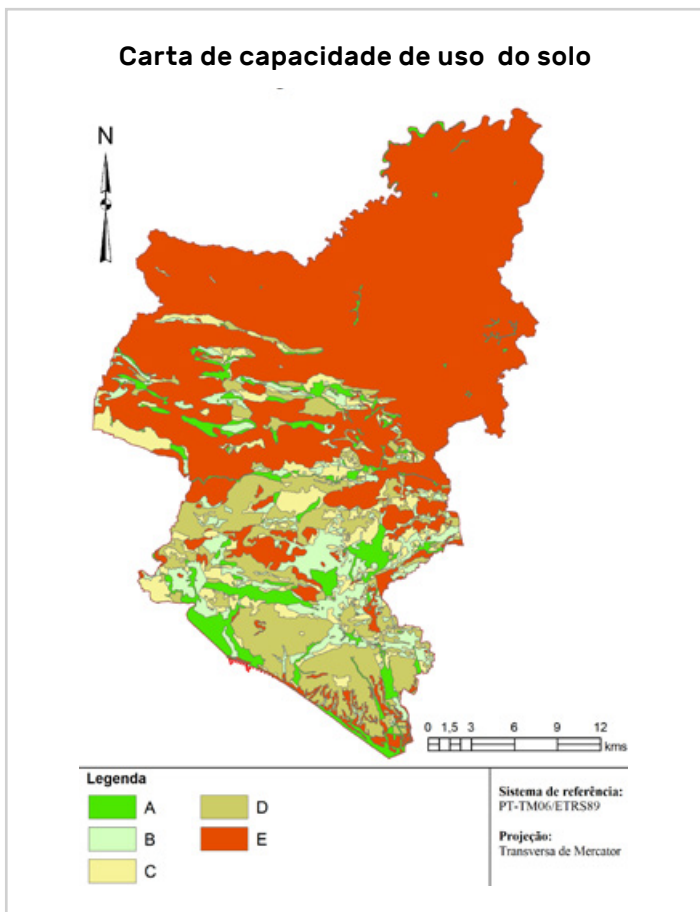 Carta de capacidade de uso do solo
N
0 1,5 3 6 9 12
kms
Legenda
A
B
C
D
E
Sistema de referência:
PT-TM06/ETRS89
Projeção:
Transversa de Mercator